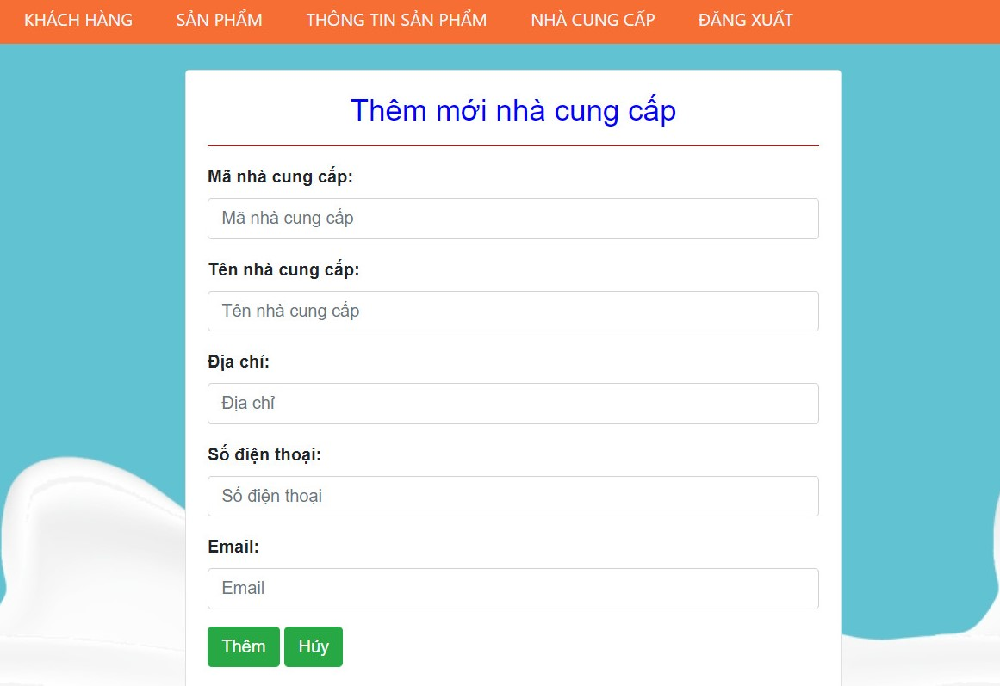 KHÁCH HÀNG SẢN PHẨM THÔNG TIN SẢN PHẨM NHÀ CUNG CẤP ĐĂNG XUẤT
Thêm mới nhà cung cấp
Mã nhà cung cấp:
Mã nhà cung cấp
Tên nhà cung cấp:
Tên nhà cung cấp
Địa chỉ:
Địa chỉ
Số điện thoại:
Số điện thoại
Email:
Email
Thêm Hủy